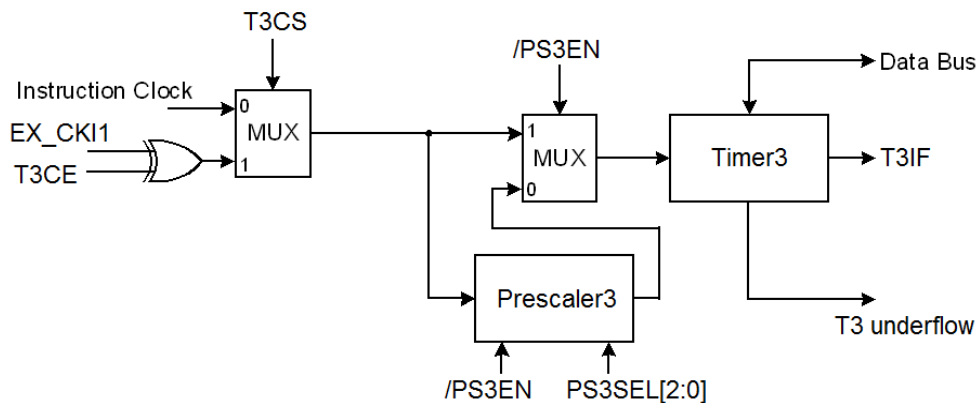 T3CS
/PS3EN
Data Bus
Instruction Clock
0
MUX
1
EX_CKI1
T3CE
1
MUX
0
Timer3
T3IF
Prescaler3
T3 underflow
/PS3EN
PS3SEL[2:0]